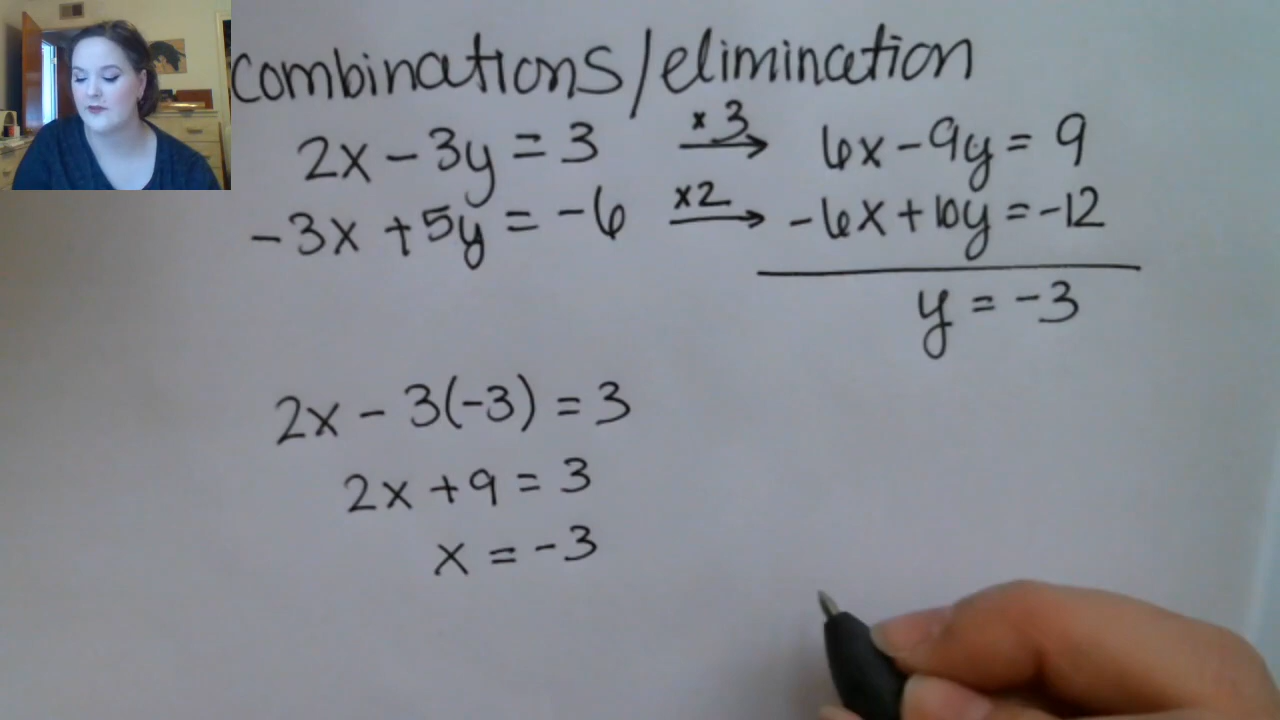 combinations/elimination
2x - 3y = 3 ×3→ 6x - 9y = 9
-3x + 5y = -6 ×2→ -6x + 10y = -12
y = -3
2x - 3(-3) = 3
2x + 9 = 3
x = -3